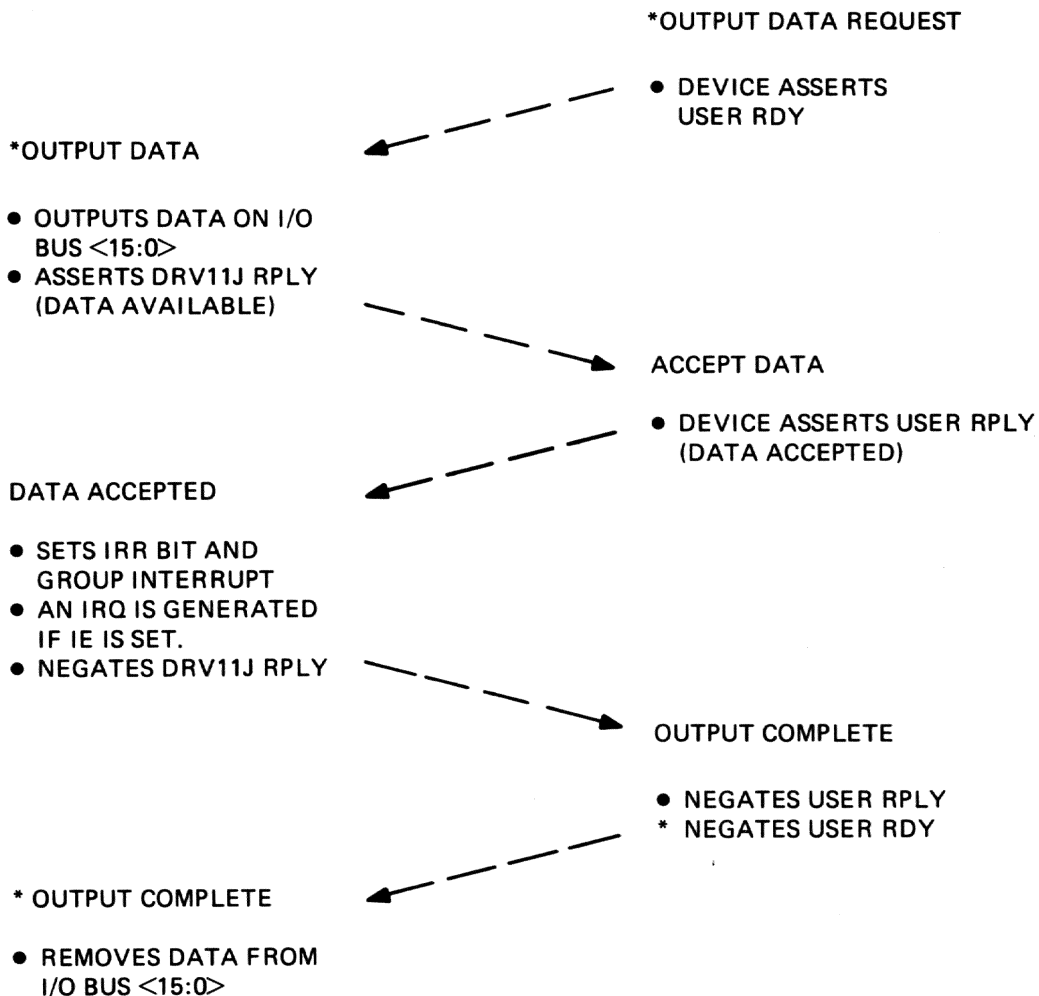 *OUTPUT DATA REQUEST
● DEVICE ASSERTS
USER RDY
*OUTPUT DATA
● OUTPUTS DATA ON I/O
BUS <15:0>
● ASSERTS DRV11J RPLY
(DATA AVAILABLE)
ACCEPT DATA
● DEVICE ASSERTS USER RPLY
(DATA ACCEPTED)
DATA ACCEPTED
● SETS IRR BIT AND
GROUP INTERRUPT
● AN IRQ IS GENERATED
IF IE IS SET.
● NEGATES DRV11J RPLY
OUTPUT COMPLETE
● NEGATES USER RPLY
* NEGATES USER RDY
* OUTPUT COMPLETE
● REMOVES DATA FROM
I/O BUS <15:0>